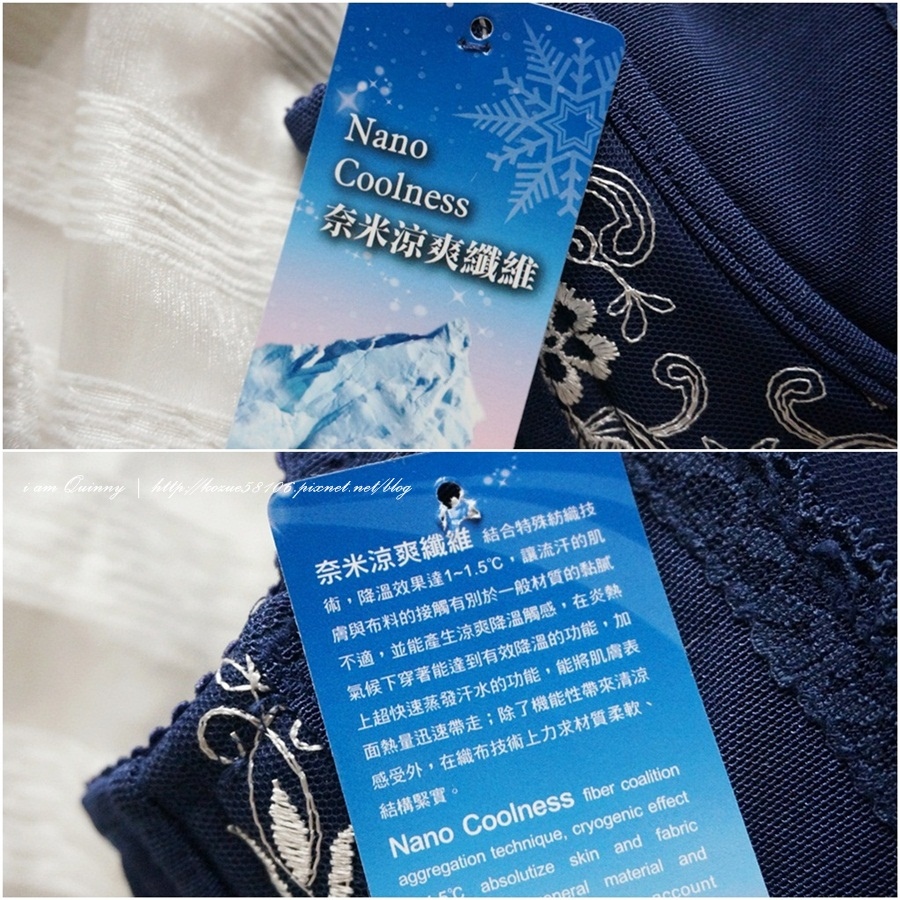 Nano
Coolness
奈米涼爽纖維
i am Quinny | http://kozue58106.pixnet.net/blog
奈米涼爽纖維 結合特殊紡織技
術，降溫效果達1~1.5℃，讓流汗的肌
膚與布料的接觸有別於一般材質的黏膩
不適，並能產生涼爽降溫觸感，在炎熱
氣候下穿著能達到有效降溫的功能，加
上超快速蒸發汗水的功能，能將肌膚表
面熱量迅速帶走；除了機能性帶來清涼
感受外，在織布技術上力求材質柔軟、
結構緊實。
Nano Coolness fiber coalition
aggregation technique, cryogenic effect
1.5℃ absolutize skin and fabric
material and
account